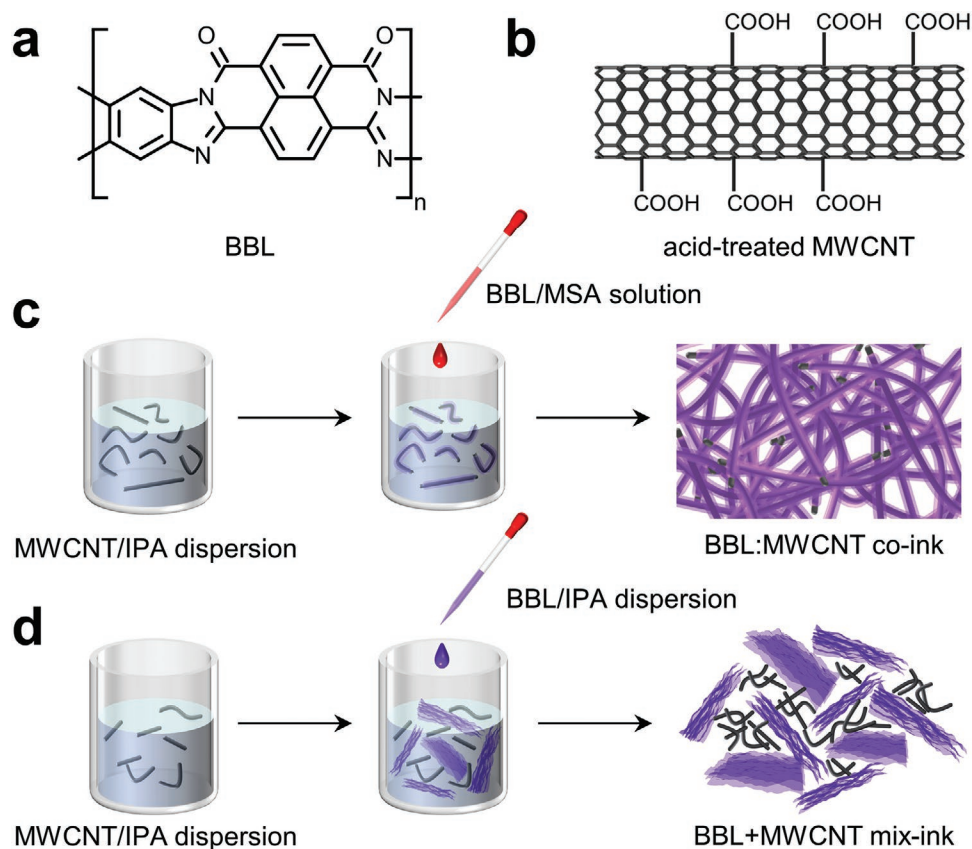 a
O
O
N
N
N
N
n
BBL
b
COOH
COOH
COOH
COOH
COOH
COOH
acid-treated MWCNT
c
BBL/MSA solution
MWCNT/IPA dispersion
BBL:MWCNT co-ink
d
BBL/IPA dispersion
MWCNT/IPA dispersion
BBL+MWCNT mix-ink